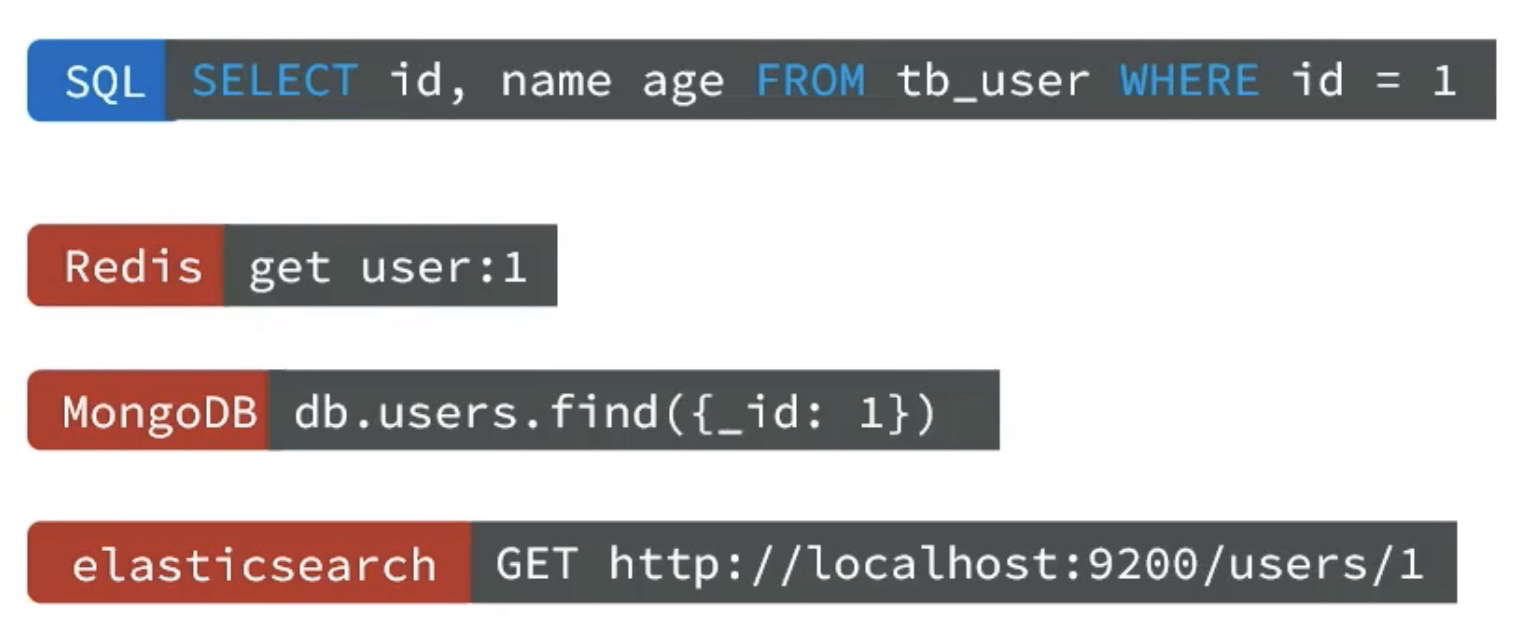 SQL SELECT id, name age FROM tb_user WHERE id = 1
Redis get user:1
MongoDB db.users.find({_id: 1})
elasticsearch GET http://localhost:9200/users/1